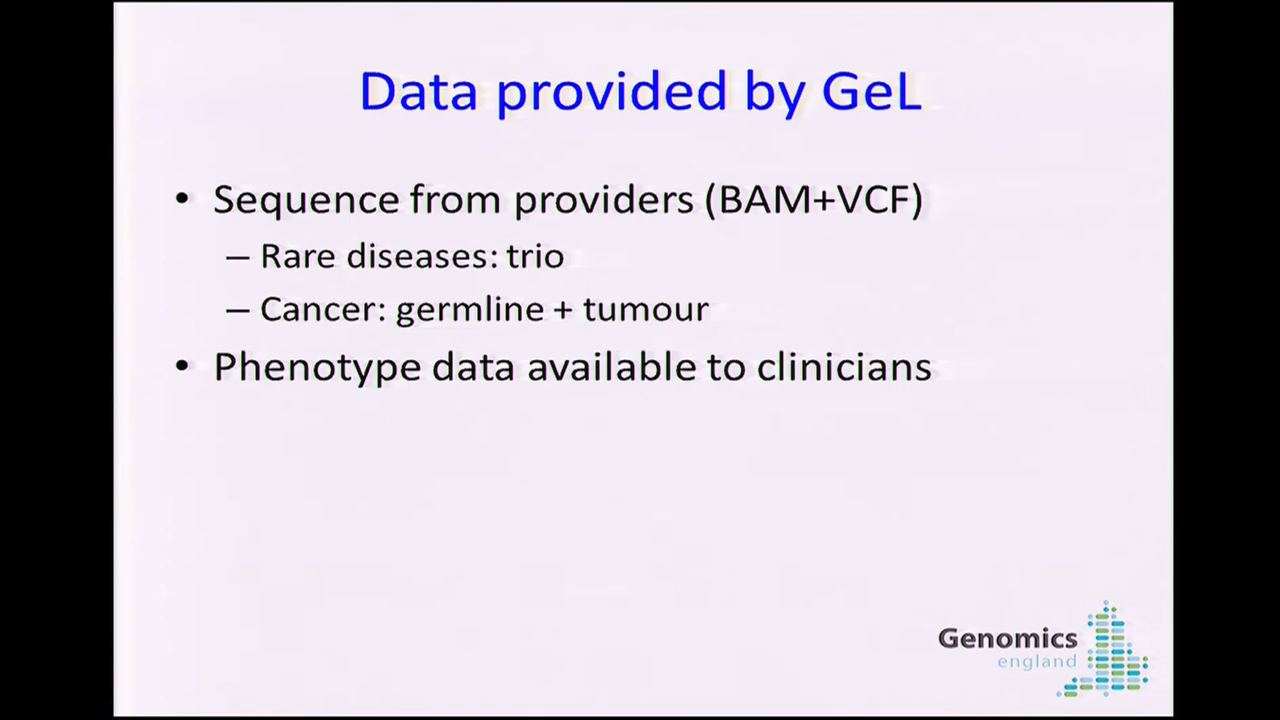 Data provided by GeL
• Sequence from providers (BAM+VCF)
– Rare diseases: trio
– Cancer: germline + tumour
• Phenotype data available to clinicians
Genomics
england